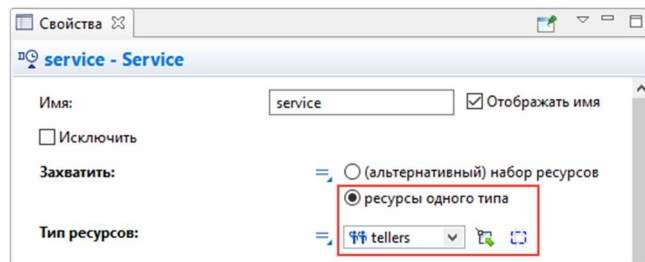 Свойства
service - Service
Имя: service Отображать имя
Исключить
Захватить: (альтернативный) набор ресурсов
ресурсы одного типа
Тип ресурсов: tellers